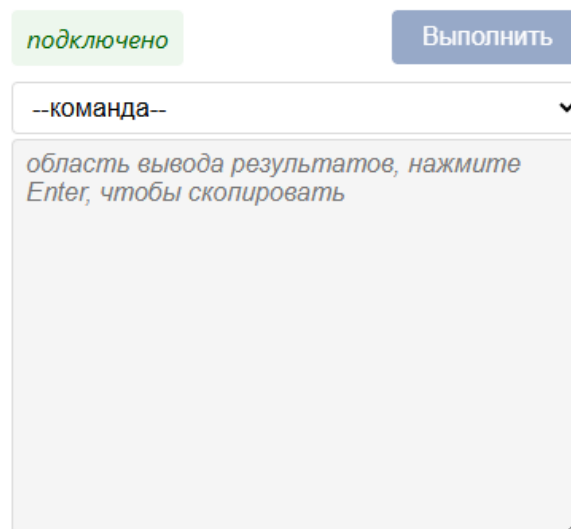 подключено
Выполнить
--команда--
область вывода результатов, нажмите
Enter, чтобы скопировать